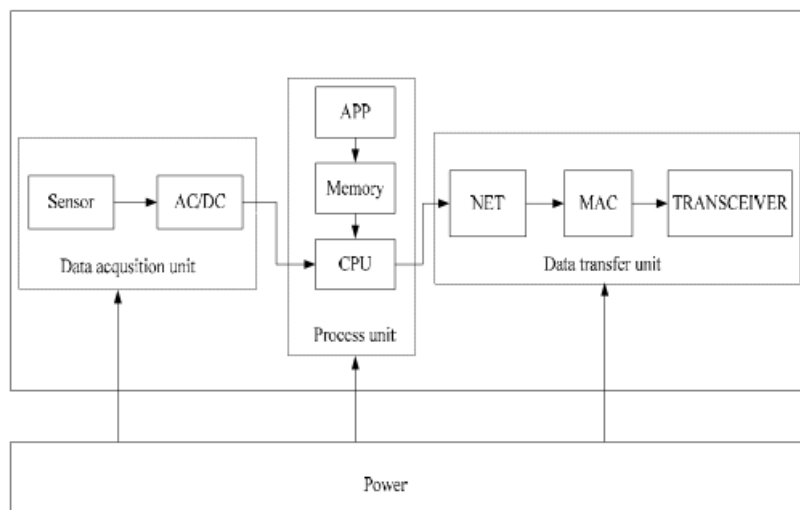 APP
Memory
CPU
Process unit
Sensor
AC/DC
Data acqusition unit
NET
MAC
TRANSCEIVER
Data transfer unit
Power